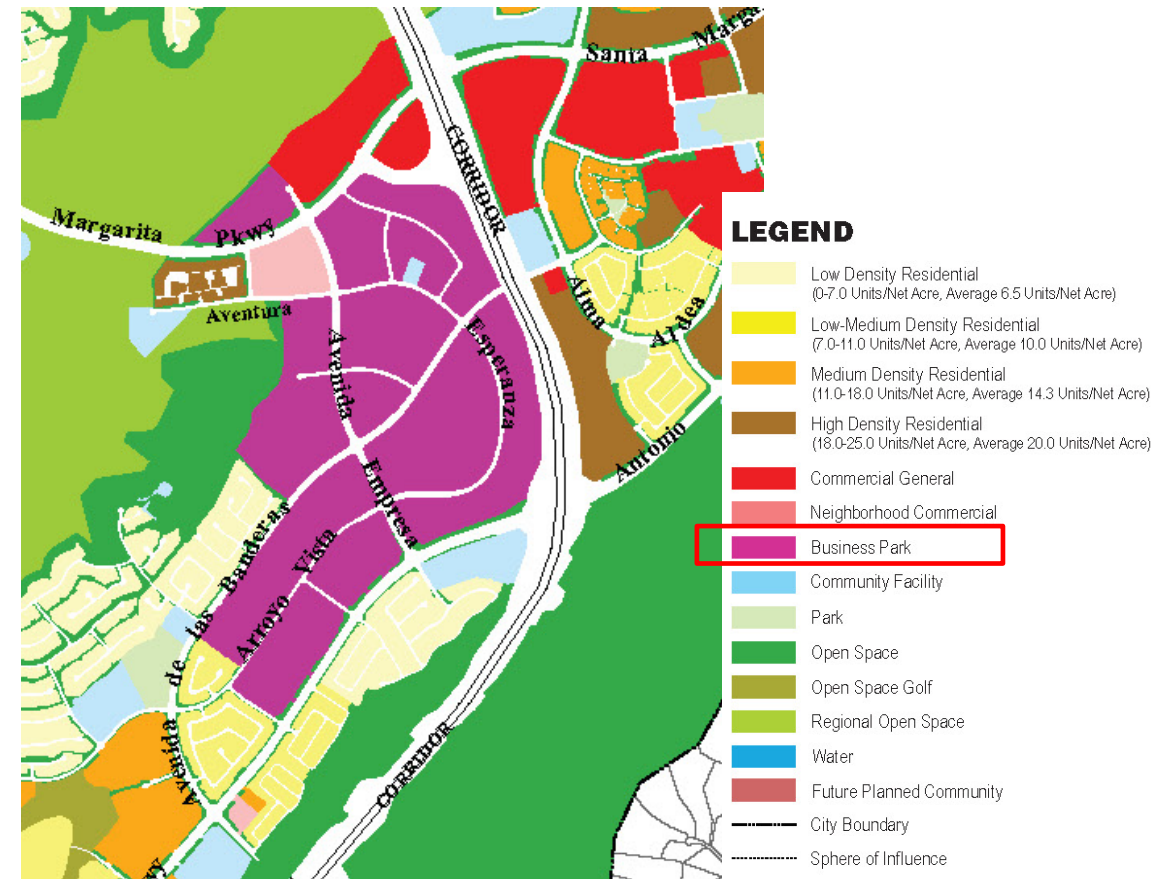 Santa Marga
CORRIDOR
Margarita Pkwy
Aventura
Avenida
Empresa
Esperanza
Alma
Aldea
Antonio
Avenida de las Banderas
Arroyo Vista
CORRIDOR
wy
LEGEND
Low Density Residential
(0-7.0 Units/Net Acre, Average 6.5 Units/Net Acre)
Low-Medium Density Residential
(7.0-11.0 Units/Net Acre, Average 10.0 Units/Net Acre)
Medium Density Residential
(11.0-18.0 Units/Net Acre, Average 14.3 Units/Net Acre)
High Density Residential
(18.0-25.0 Units/Net Acre, Average 20.0 Units/Net Acre)
Commercial General
Neighborhood Commercial
Business Park
Community Facility
Park
Open Space
Open Space Golf
Regional Open Space
Water
Future Planned Community
City Boundary
Sphere of Influence